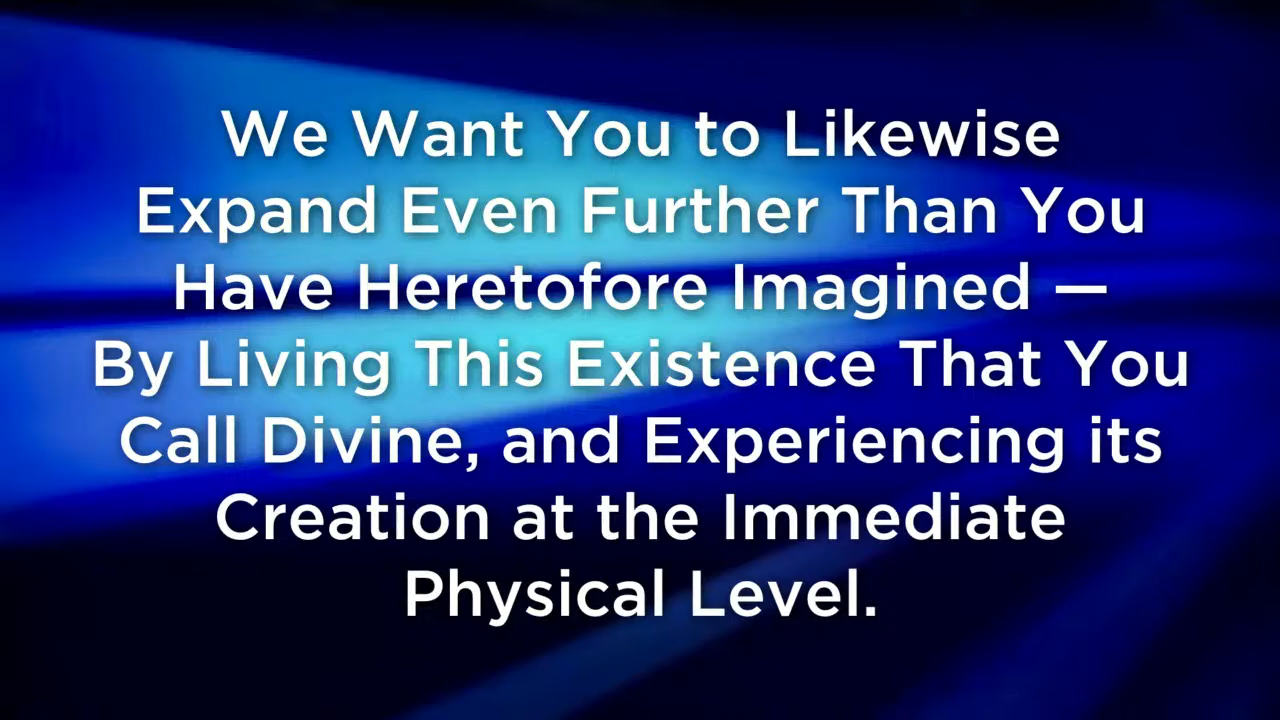 We Want You to Likewise
Expand Even Further Than You
Have Heretofore Imagined —
By Living This Existence That You
Call Divine, and Experiencing its
Creation at the Immediate
Physical Level.